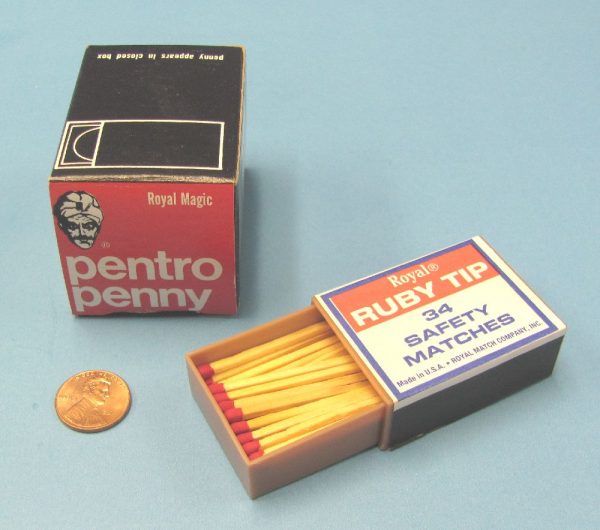 penny appears in closed box
Royal Magic
®
pentro
penny
Royal®
RUBY TIP
34
SAFETY
MATCHES
Made in U.S.A. • ROYAL MATCH COMPANY, INC.